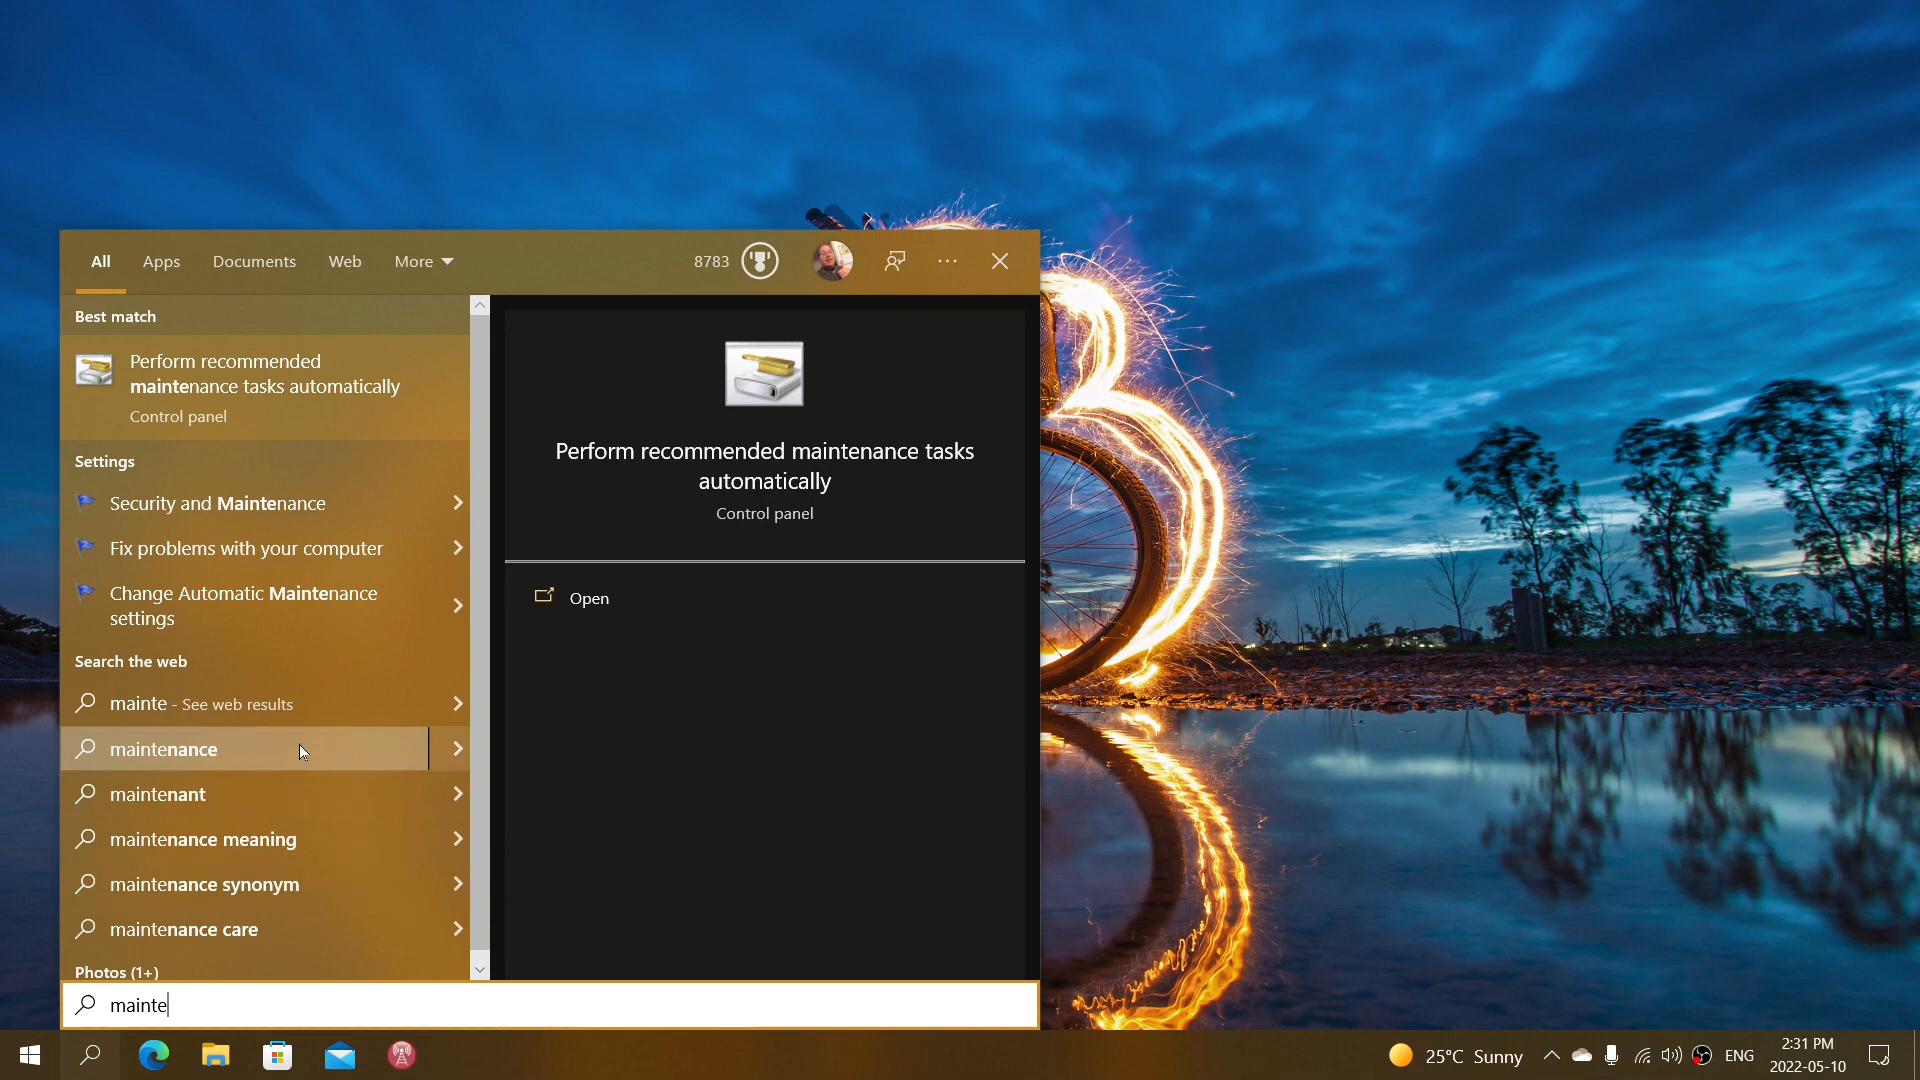 All Apps Documents Web More 8783
Best match
Perform recommended
maintenance tasks automatically
Control panel
Settings
Security and Maintenance
Fix problems with your computer
Change Automatic Maintenance
settings
Search the web
mainte - See web results
maintenance
maintenant
maintenance meaning
maintenance synonym
maintenance care
Photos (1+)
mainte
Perform recommended maintenance tasks
automatically
Control panel
Open
25°C Sunny
ENG
2:31 PM
2022-05-10